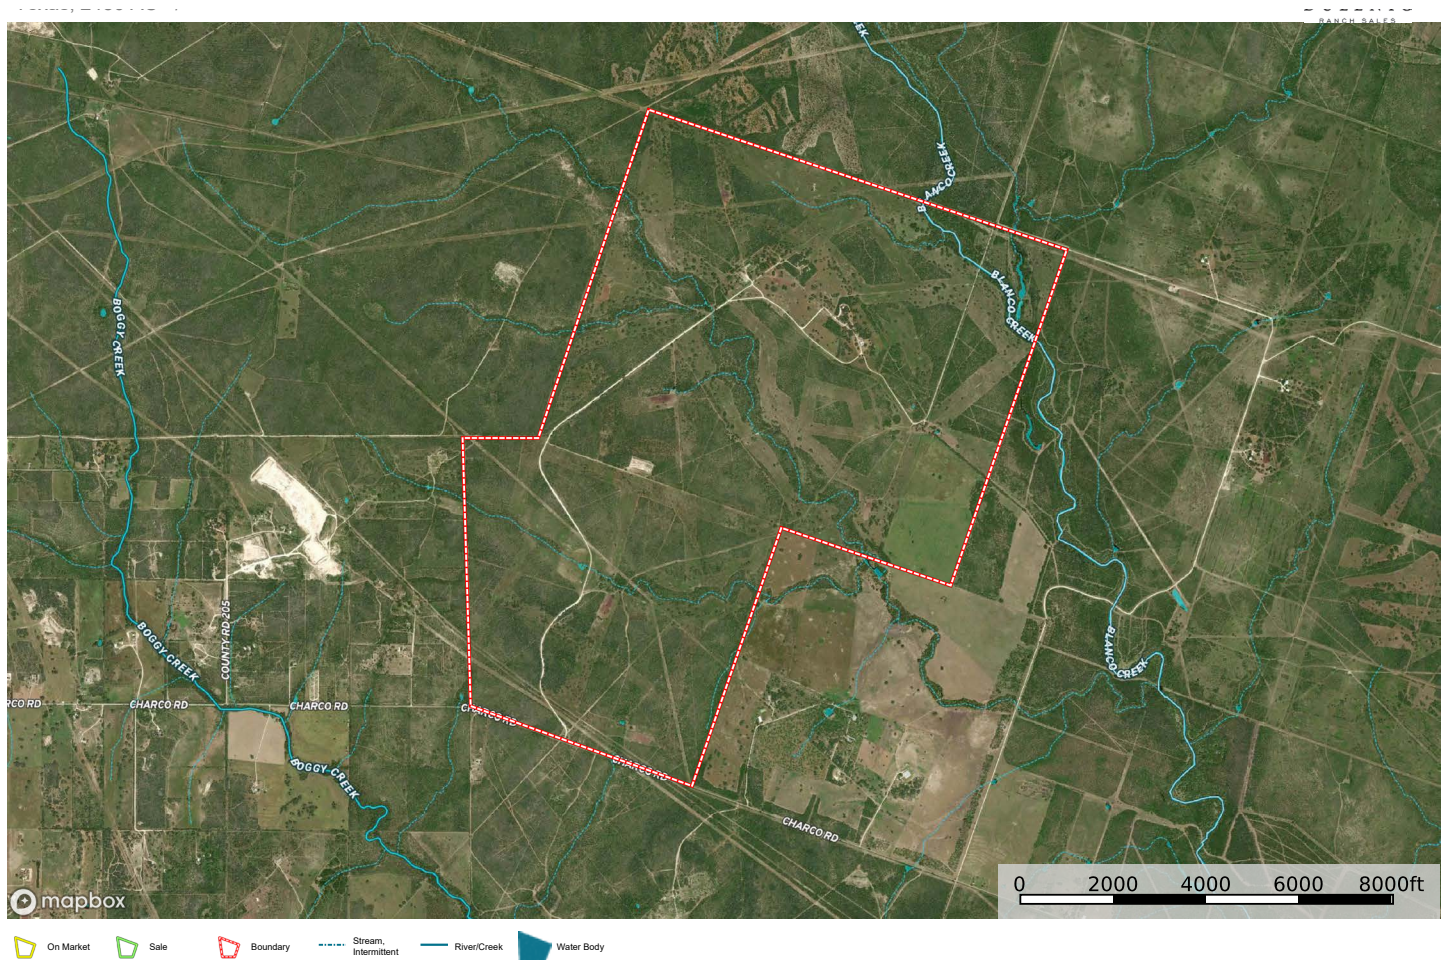 RANCH SALES
CREEK
BLANCO
BLANCO
CREEK
BOGGY CREEK
COUNTY RD 205
BOGGY CREEK
BLANCO CREEK
CHARCO RD
CHARCO RD
CHARCO RD
CHARCO RD
BOGGY CREEK
CHARCO RD
mapbox
0 2000 4000 6000 8000ft
On Market
Sale
Boundary
Stream,
Intermittent
River/Creek
Water Body